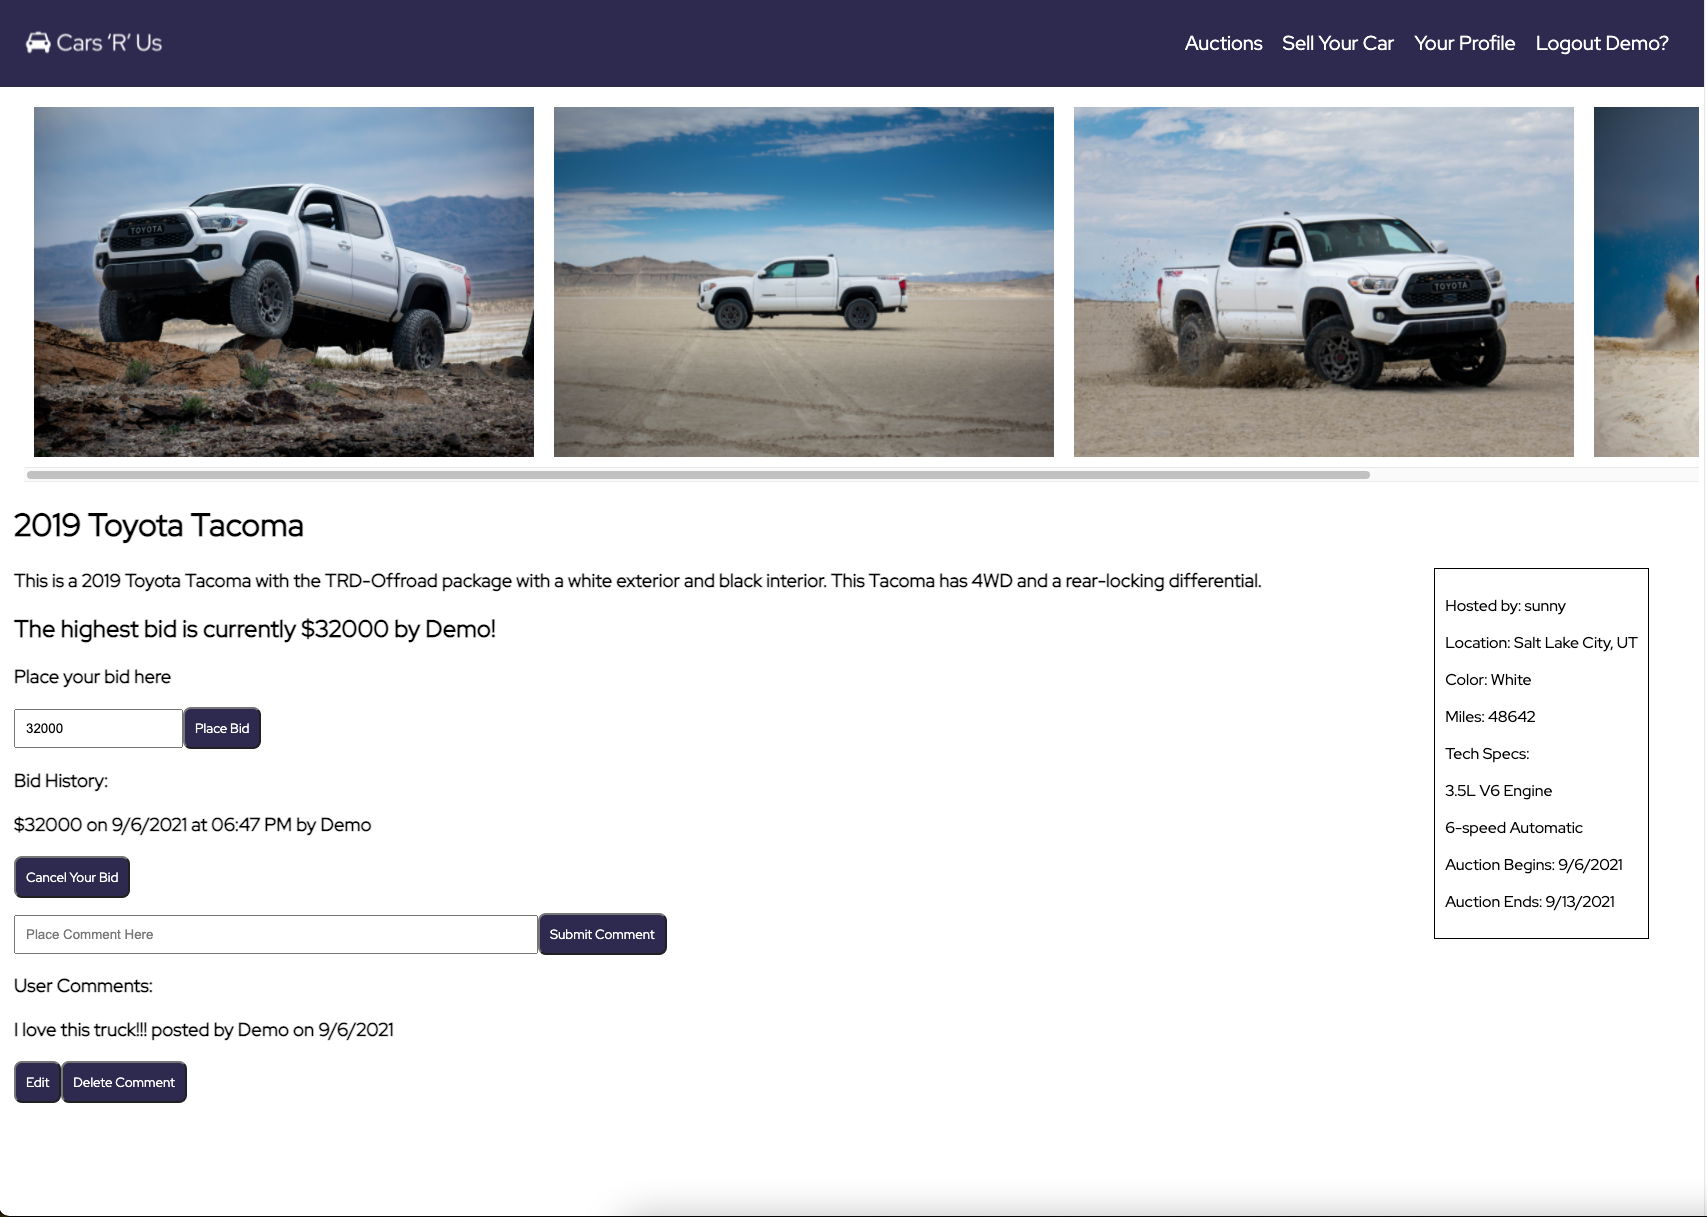 Cars ‘R’ Us
Auctions
Sell Your Car
Your Profile
Logout Demo?
TOYOTA
TOYOTA
2019 Toyota Tacoma
This is a 2019 Toyota Tacoma with the TRD-Offroad package with a white exterior and black interior. This Tacoma has 4WD and a rear-locking differential.
The highest bid is currently $32000 by Demo!
Place your bid here
32000
Place Bid
Bid History:
$32000 on 9/6/2021 at 06:47 PM by Demo
Cancel Your Bid
Place Comment Here
Submit Comment
User Comments:
I love this truck!!! posted by Demo on 9/6/2021
Edit
Delete Comment
Hosted by: sunny
Location: Salt Lake City, UT
Color: White
Miles: 48642
Tech Specs:
3.5L V6 Engine
6-speed Automatic
Auction Begins: 9/6/2021
Auction Ends: 9/13/2021